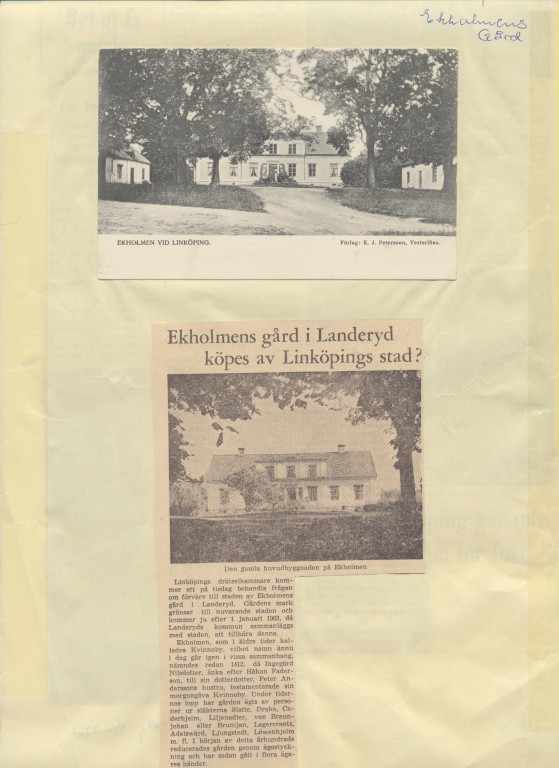 Ekholmens
Gård
EKHOLMEN VID LINKÖPING.
Förlag: K. J. Petersson, Vesterlösa.
Ekholmens gård i Landeryd
köpes av Linköpings stad?
Den gamla huvudbyggnaden på Ekholmen
Linköpings drätselkammare kom-
mer att på tisdag behandla frågan
om förvärv till staden av Ekholmens
gård i Landeryd. Gårdens mark
gränsar till nuvarande staden och
kommer ju efter 1 januari 1963, då
Landeryds kommun sammanläggs
med staden, att tillhöra denna.
Ekholmen, som i äldre tider kal-
lades Kvinnoby, vilket namn ännu
i dag går igen i vissa sammanhang,
nämndes redan 1412, då Ingegärd
Nilsdotter, änka efter Håkan Fader-
son, till sin dotterdotter, Peter An-
derssons hustru, testamenterade sin
morgongåva Kvinnoby. Under tider-
nas lopp har gården ägts av perso-
ner ur släkterna Slatte, Drake, Ce-
derhjelm, Liljenadler, von Braun-
johan eller Brunijan, Lagercrantz,
Adelswärd, Ljungstedt, Löwenhjelm
m. fl. I början av detta århundrade
reducerades gården genom ägostyck-
ning och har sedan gått i flera äga-
res händer.